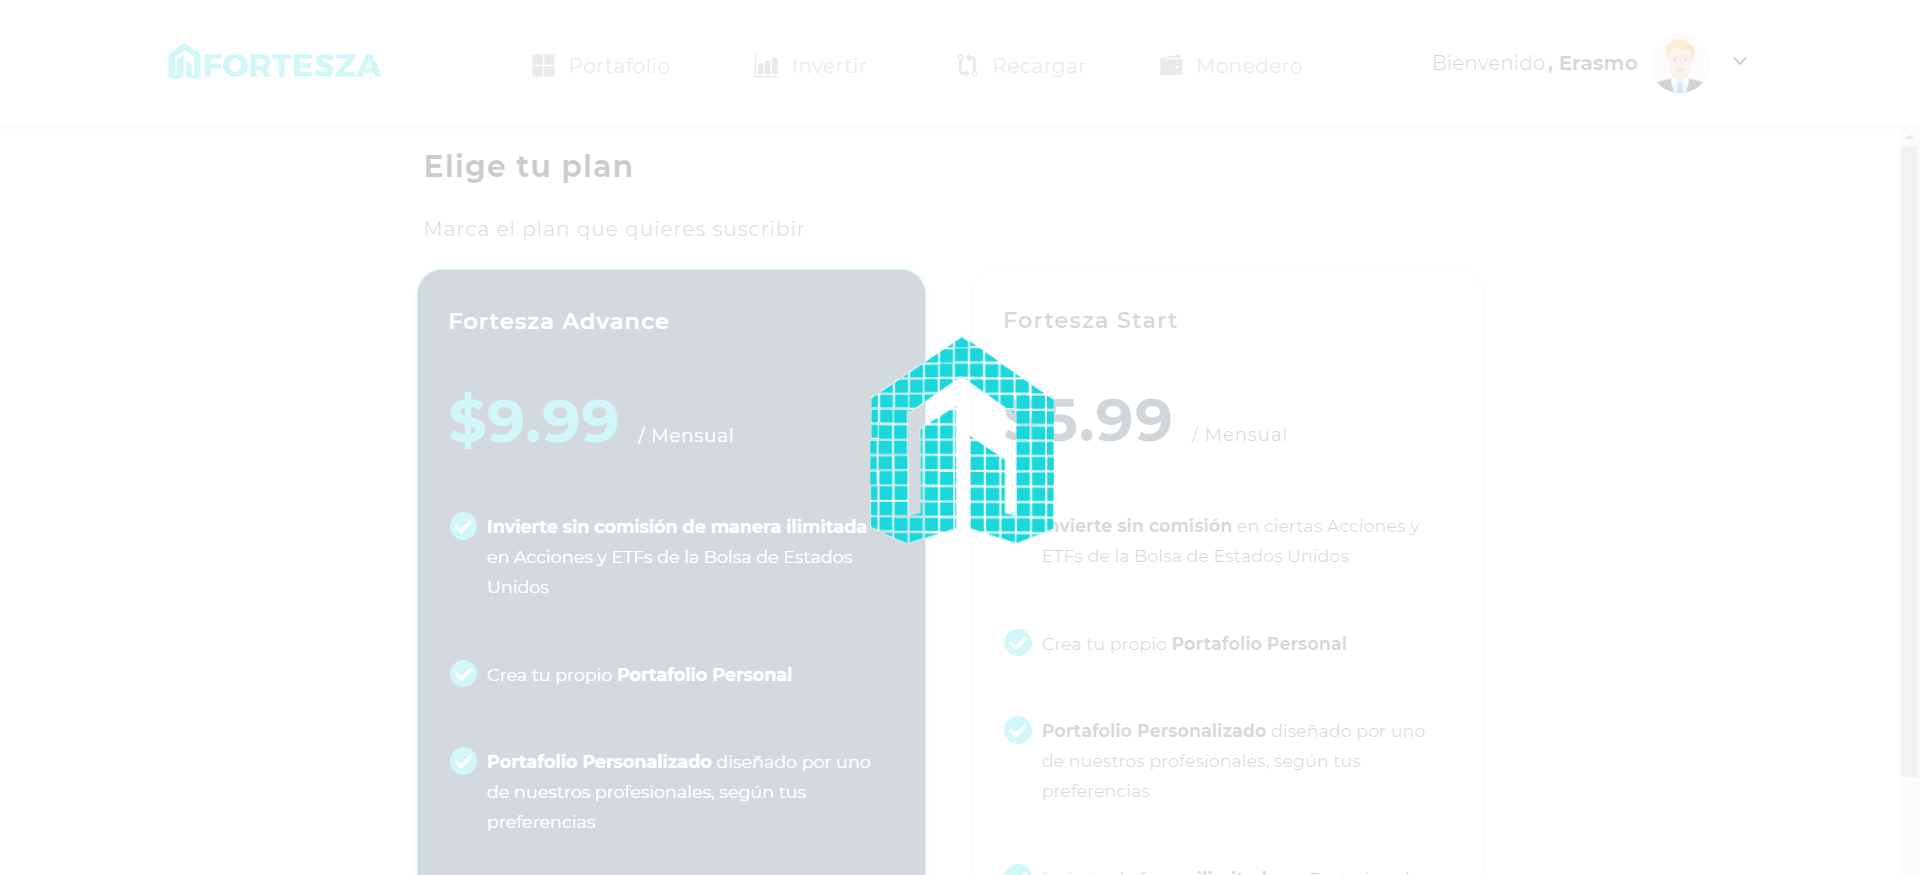 FORTESZA
Portafolio
Invertir
Recargar
Monedero
Bienvenido, Erasmo
Elige tu plan
Marca el plan que quieres suscribir
Fortesza Advance
$9.99 / Mensual
Invierte sin comisión de manera ilimitada
en Acciones y ETFs de la Bolsa de Estados
Unidos
Crea tu propio Portafolio Personal
Portafolio Personalizado diseñado por uno
de nuestros profesionales, según tus
preferencias
Fortesza Start
$5.99 / Mensual
Invierte sin comisión en ciertas Acciones y
ETFs de la Bolsa de Estados Unidos
Crea tu propio Portafolio Personal
Portafolio Personalizado diseñado por uno
de nuestros profesionales, según tus
preferencias